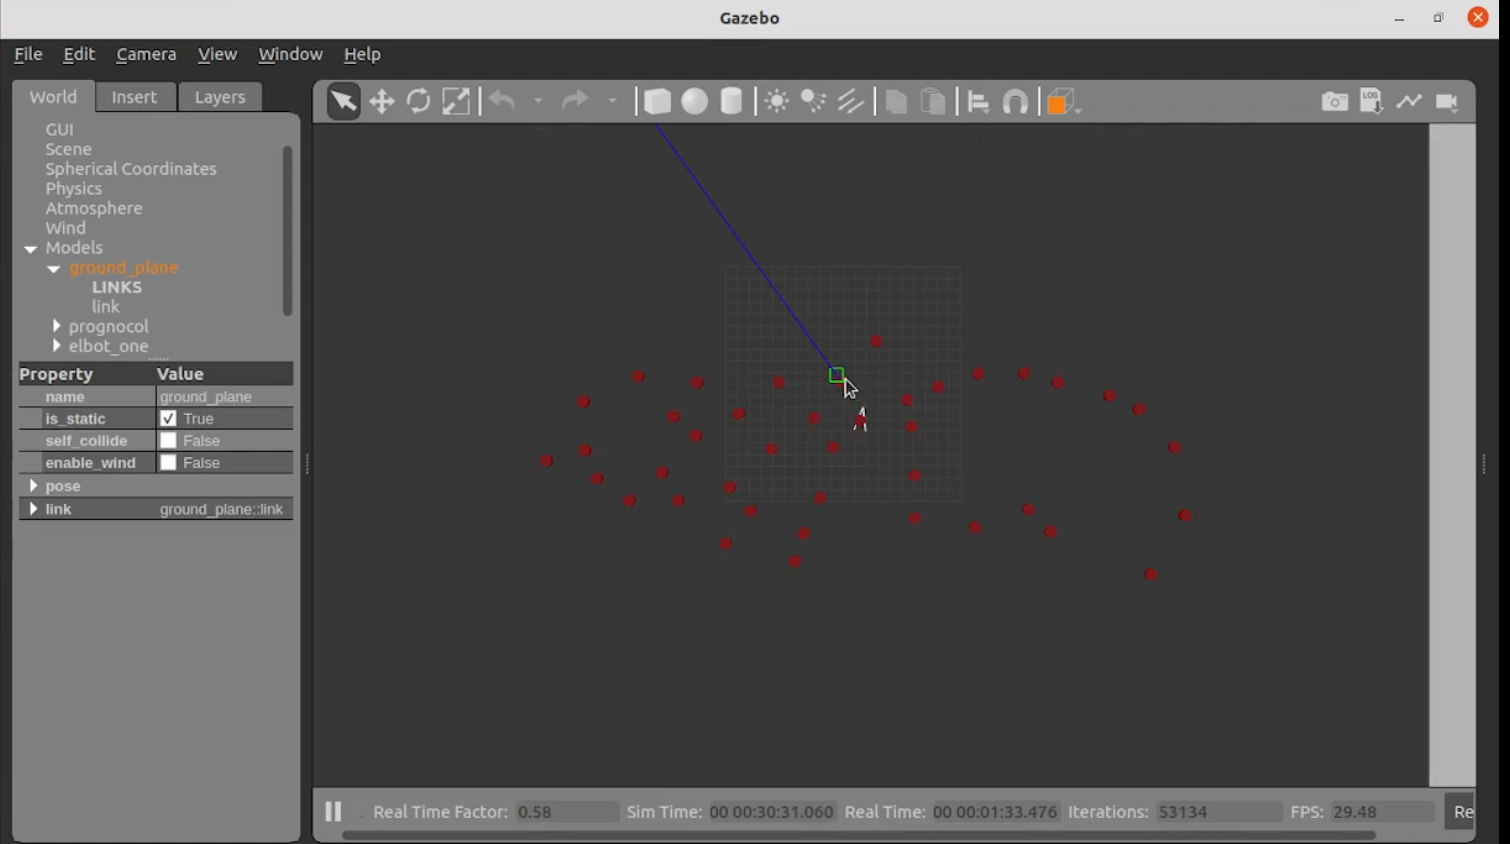 Gazebo
File Edit Camera View Window Help
World Insert Layers
LOG
GUI
Scene
Spherical Coordinates
Physics
Atmosphere
Wind
Models
ground_plane
LINKS
link
prognocol
elbot_one
Property Value
name ground_plane
is_static True
self_collide False
enable_wind False
pose
link ground_plane::link
Real Time Factor: 0.58 Sim Time: 00 00:30:31.060 Real Time: 00 00:01:33.476 Iterations: 53134 FPS: 29.48 Re